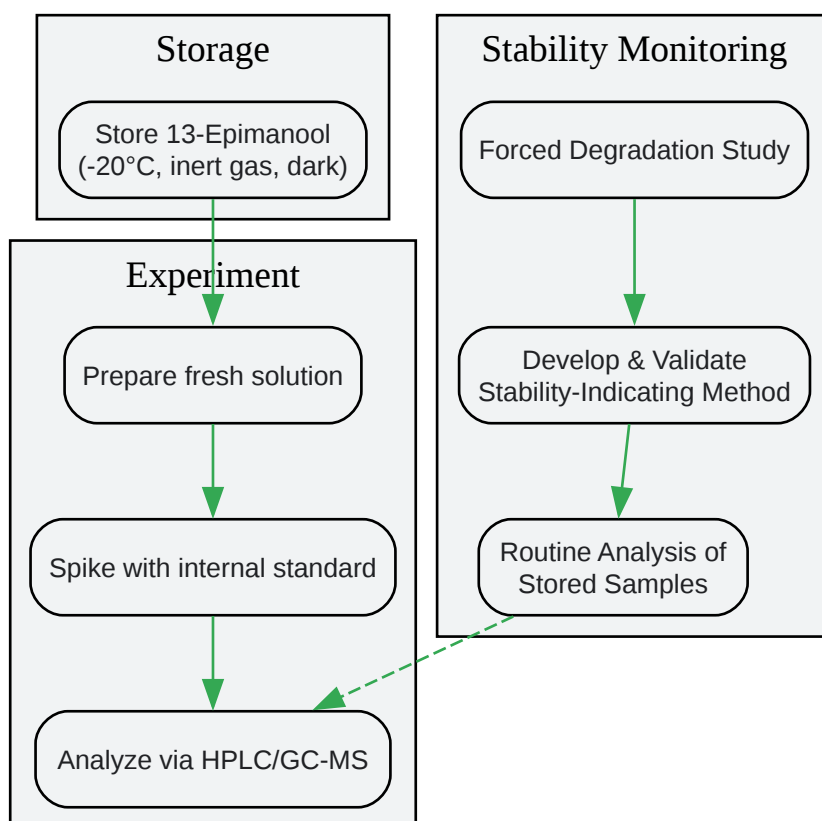 Storage
Store 13-Epimanool
(-20°C, inert gas, dark)
Experiment
Prepare fresh solution
Spike with internal standard
Analyze via HPLC/GC-MS
Stability Monitoring
Forced Degradation Study
Develop & Validate
Stability-Indicating Method
Routine Analysis of
Stored Samples